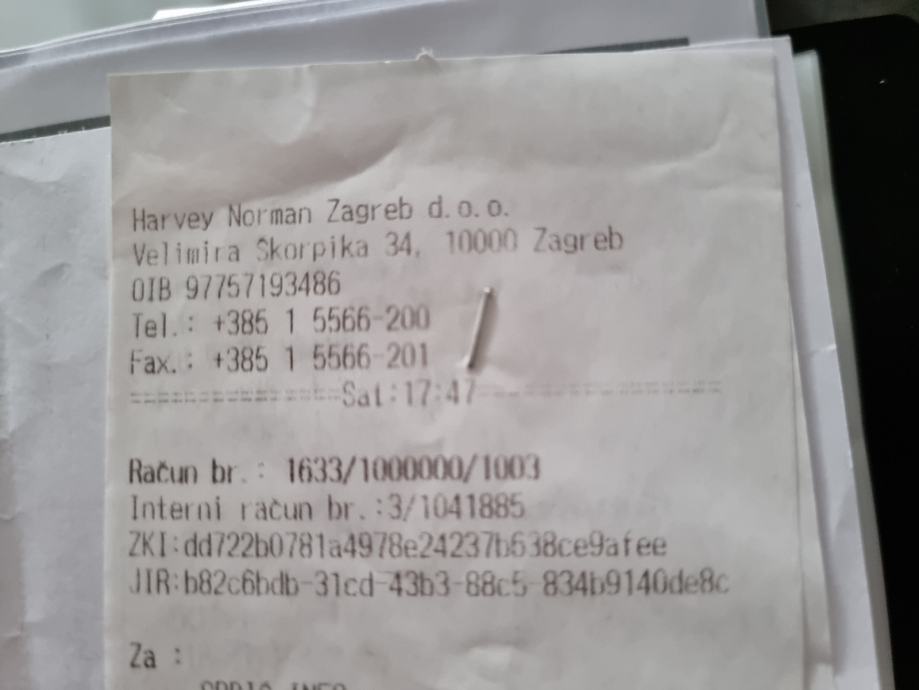 Harvey Norman Zagreb d.o.o.
Velimira Škorpika 34, 10000 Zagreb
OIB 97757193486
Tel.: +385 1 5566-200
Fax.: +385 1 5566-201
--------------------Sat:17:47--------------------
Račun br.: 1633/1000000/1003
Interni račun br.:3/1041885
ZKI:dd722b0781a4978e24237b638ce9afee
JIR:b82c6bdb-31cd-43b3-88c5-834b9140de8c
Za :